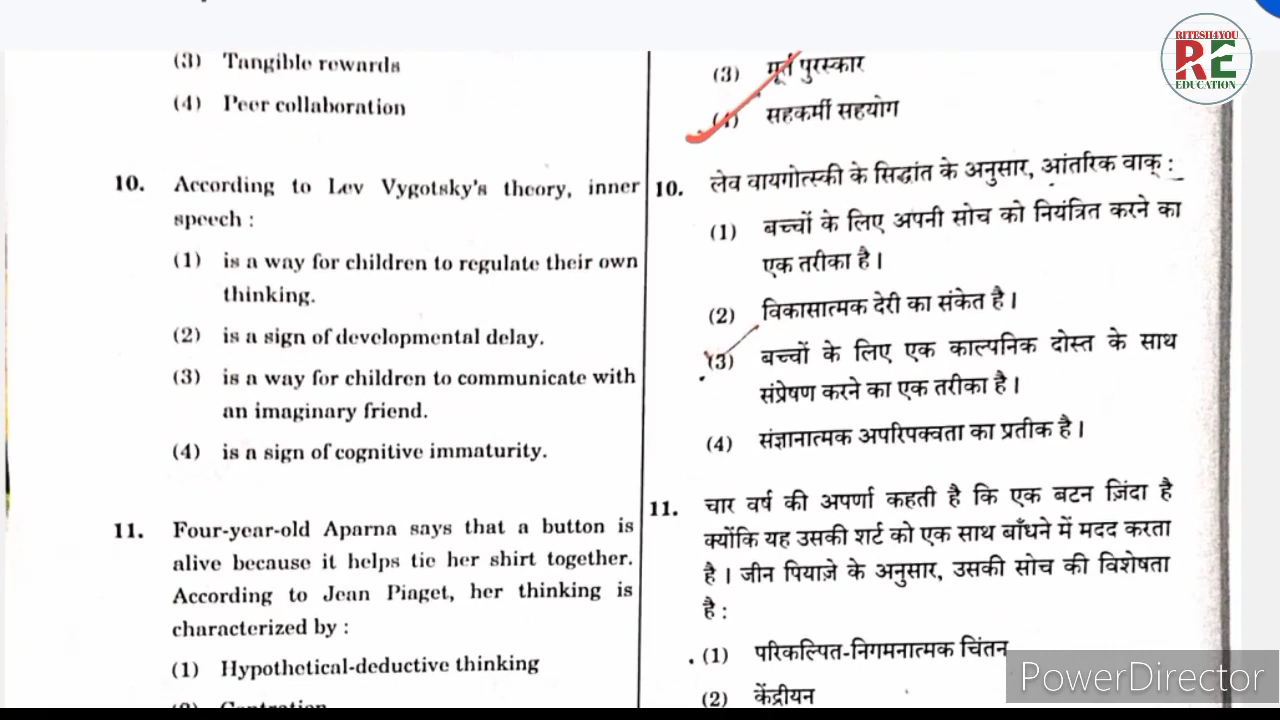 RITESH4YOU
RE
EDUCATION
(3) Tangible rewards
(4) Peer collaboration
10. According to Lev Vygotsky's theory, inner
speech :
(1) is a way for children to regulate their own
thinking.
(2) is a sign of developmental delay.
(3) is a way for children to communicate with
an imaginary friend.
(4) is a sign of cognitive immaturity.
11. Four-year-old Aparna says that a button is
alive because it helps tie her shirt together.
According to Jean Piaget, her thinking is
characterized by :
(1) Hypothetical-deductive thinking
(2) Centration
(3) मूर्त पुरस्कार
(4) सहकर्मी सहयोग
10. लेव वायगोत्स्की के सिद्धांत के अनुसार, आंतरिक वाक् :
(1) बच्चों के लिए अपनी सोच को नियंत्रित करने का
एक तरीका है।
(2) विकासात्मक देरी का संकेत है।
(3) बच्चों के लिए एक काल्पनिक दोस्त के साथ
संप्रेषण करने का एक तरीका है।
(4) संज्ञानात्मक अपरिपक्वता का प्रतीक है।
11. चार वर्ष की अपर्णा कहती है कि एक बटन ज़िंदा है
क्योंकि यह उसकी शर्ट को एक साथ बाँधने में मदद करता
है। जीन पियाज़े के अनुसार, उसकी सोच की विशेषता
है :
(1) परिकल्पित-निगमनात्मक चिंतन
(2) केंद्रीयन
PowerDirector